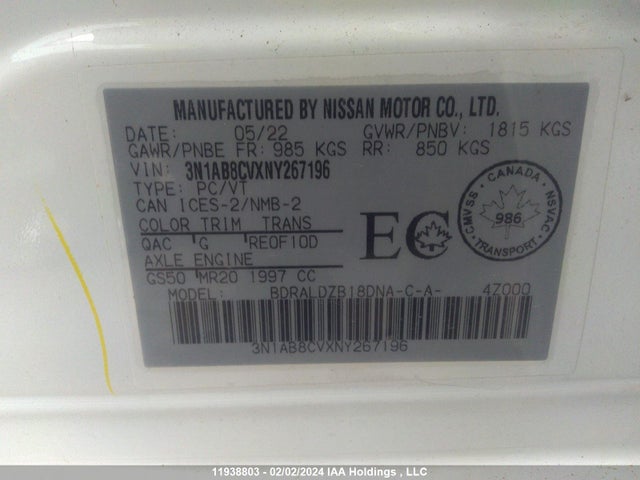 MANUFACTURED BY NISSAN MOTOR CO., LTD.
DATE: 05/22 GVWR/PNBV: 1815 KGS
GAWR/PNBE FR: 985 KGS RR: 850 KGS
VIN: 3N1AB8CVXNY267196
TYPE: PC/VT
CAN ICES-2/NMB-2
COLOR TRIM TRANS
QAC G RE0F10D
AXLE ENGINE
GS50 MR20 1997 CC
MODEL: BDRALDZB18DNA-C-A- 4Z000
3N1AB8CVXNY267196
EC
CANADA
CMVSS
NSVAC
986
TRANSPORT
11938803 - 02/02/2024 IAA Holdings , LLC